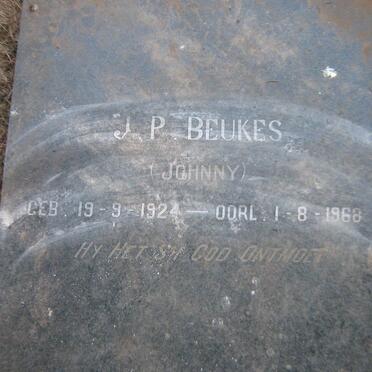 J. P. BEUKES
(JOHNNY)
GEB. 19-9-1924 — OORL. 1-8-1968
HY HET SY GOD ONTMOET